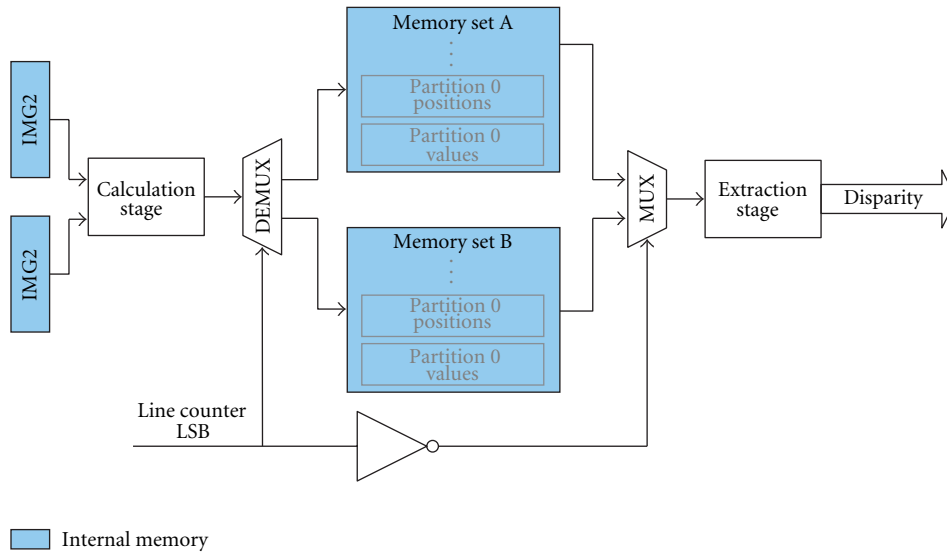 Memory set A
⋮
Partition 0
positions
Partition 0
values
IMG2
IMG2
Calculation
stage
DEMUX
MUX
Extraction
stage
Disparity
Memory set B
⋮
Partition 0
positions
Partition 0
values
Line counter
LSB
Internal memory